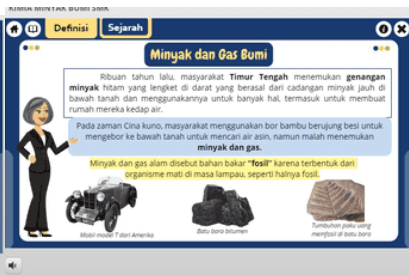 KIMIA MINYAK BUMI SMK
Definisi
Sejarah
Minyak dan Gas Bumi
Ribuan tahun lalu, masyarakat Timur Tengah menemukan genangan
minyak hitam yang lengket di darat yang berasal dari cadangan minyak jauh di
bawah tanah dan menggunakannya untuk banyak hal, termasuk untuk membuat
rumah mereka kedap air.
Pada zaman Cina kuno, masyarakat menggunakan bor bambu berujung besi untuk
mengebor ke bawah tanah untuk mencari air asin, namun malah menemukan
minyak dan gas.
Minyak dan gas alam disebut bahan bakar "fosil" karena terbentuk dari
organisme mati di masa lampau, seperti halnya fosil.
Mobil model T dari Amerika
Batu bara bitumen
Tumbuhan paku yang
memfosil di batu bara